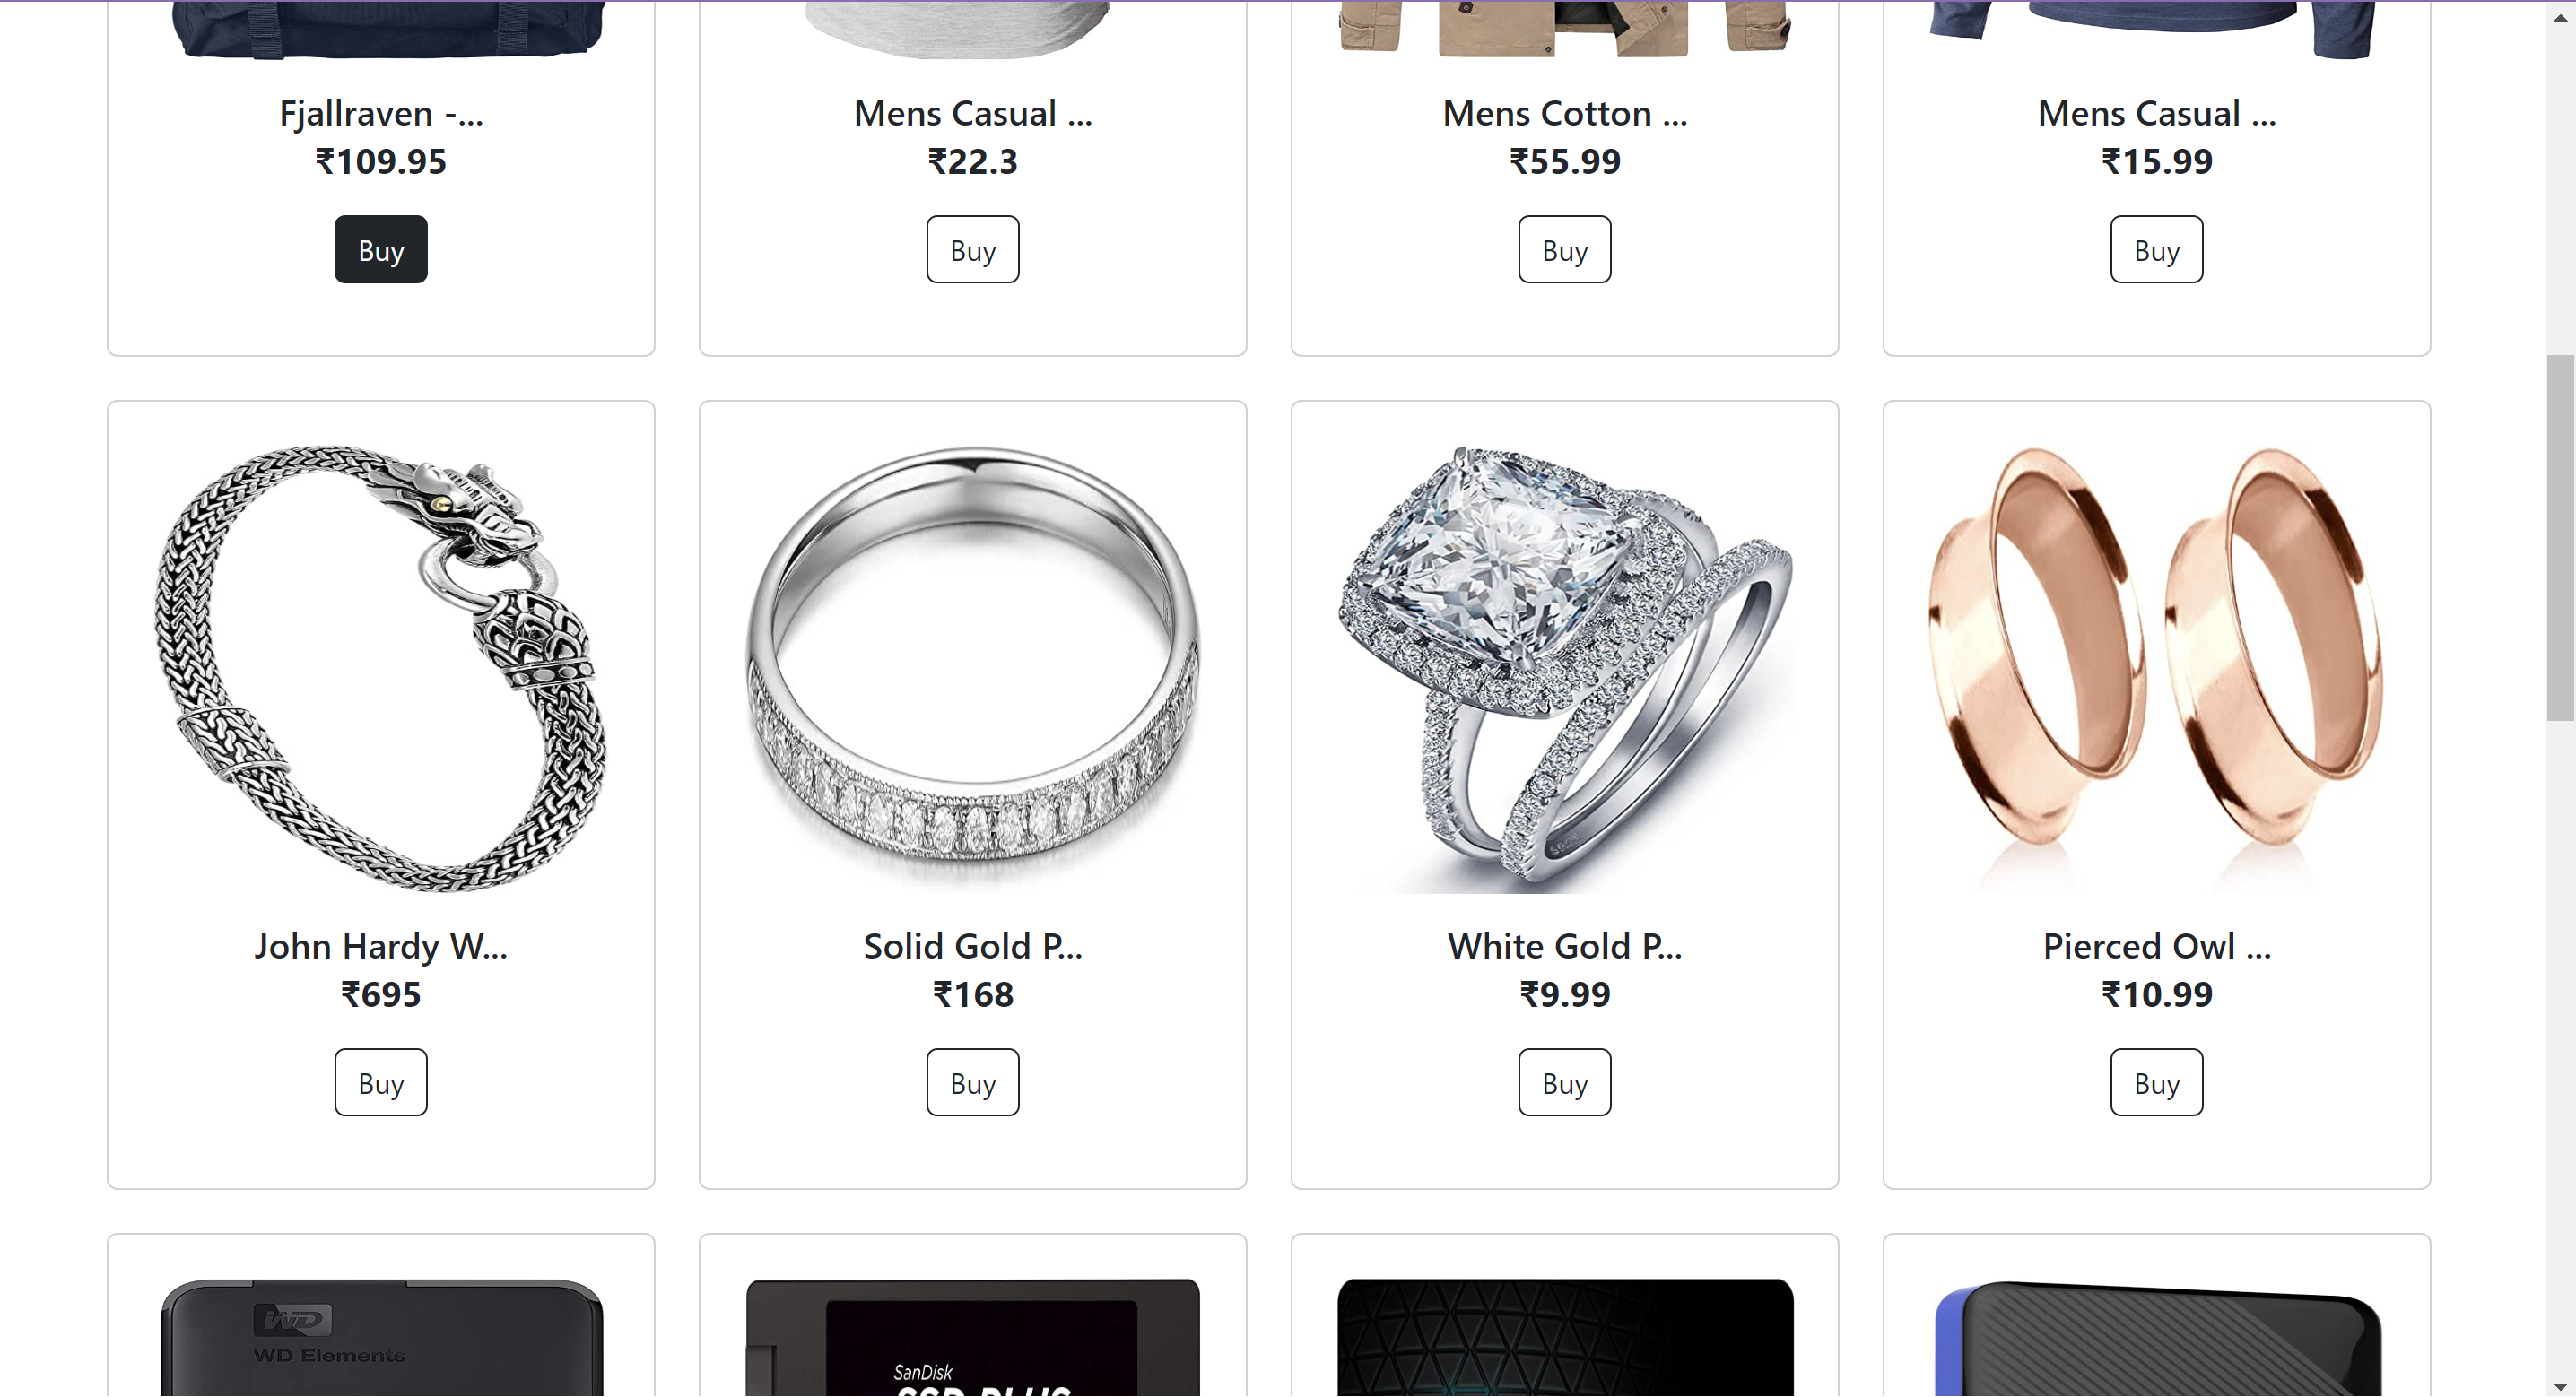 Fjallraven -...
₹109.95
Buy
Mens Casual ...
₹22.3
Buy
Mens Cotton ...
₹55.99
Buy
Mens Casual ...
₹15.99
Buy
John Hardy W...
₹695
Buy
Solid Gold P...
₹168
Buy
White Gold P...
₹9.99
Buy
Pierced Owl ...
₹10.99
Buy
WD
WD Elements
SanDisk
SSD PLUS